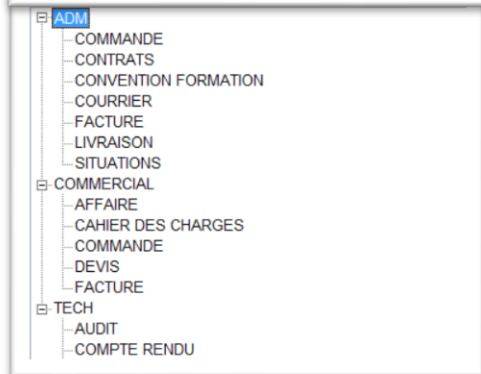 ADM
COMMANDE
CONTRATS
CONVENTION FORMATION
COURRIER
FACTURE
LIVRAISON
SITUATIONS
COMMERCIAL
AFFAIRE
CAHIER DES CHARGES
COMMANDE
DEVIS
FACTURE
TECH
AUDIT
COMPTE RENDU